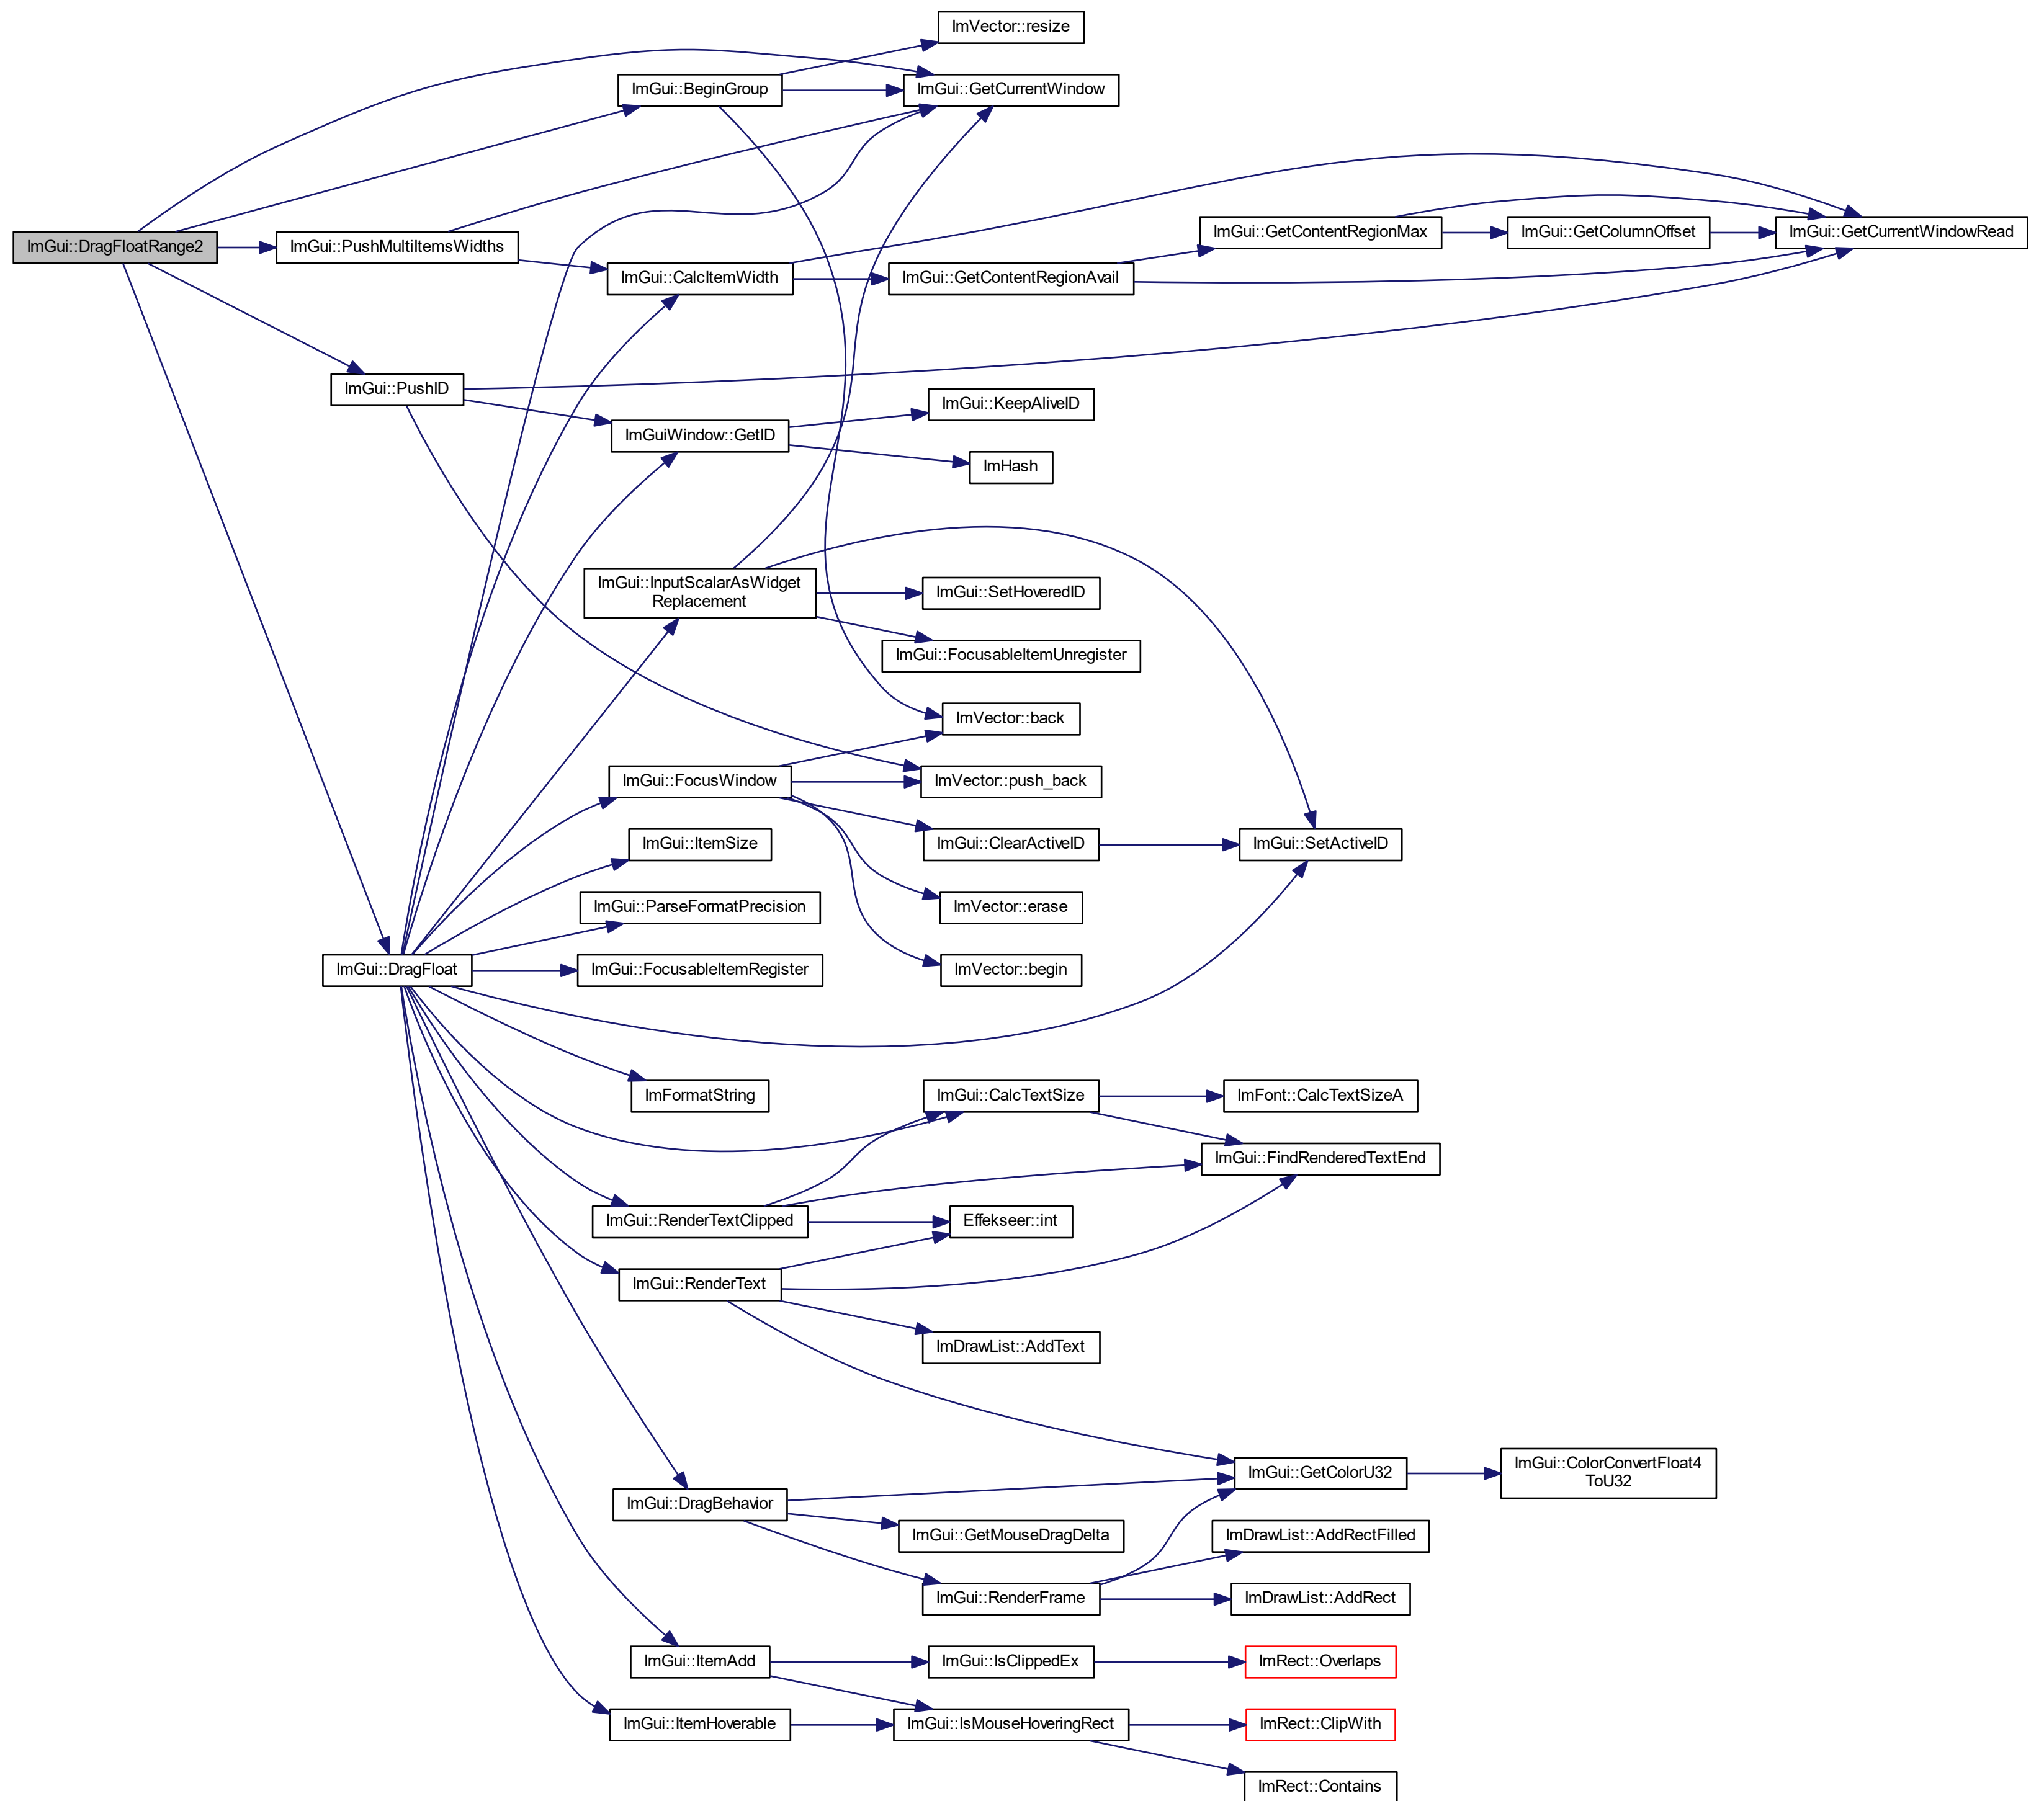 ImVector::resize
ImGui::BeginGroup
ImGui::GetCurrentWindow
ImGui::DragFloatRange2
ImGui::PushMultiItemsWidths
ImGui::GetContentRegionMax
ImGui::GetColumnOffset
ImGui::GetCurrentWindowRead
ImGui::CalcItemWidth
ImGui::GetContentRegionAvail
ImGui::PushID
ImGui::KeepAliveID
ImGuiWindow::GetID
ImHash
ImGui::InputScalarAsWidget
Replacement
ImGui::SetHoveredID
ImGui::FocusableItemUnregister
ImVector::back
ImGui::FocusWindow
ImVector::push_back
ImGui::ItemSize
ImGui::ClearActiveID
ImGui::SetActiveID
ImGui::ParseFormatPrecision
ImVector::erase
ImGui::DragFloat
ImGui::FocusableItemRegister
ImVector::begin
ImFormatString
ImGui::CalcTextSize
ImFont::CalcTextSizeA
ImGui::FindRenderedTextEnd
ImGui::RenderTextClipped
Effekseer::int
ImGui::RenderText
ImDrawList::AddText
ImGui::GetColorU32
ImGui::ColorConvertFloat4
ToU32
ImGui::DragBehavior
ImGui::GetMouseDragDelta
ImDrawList::AddRectFilled
ImGui::RenderFrame
ImDrawList::AddRect
ImGui::ItemAdd
ImGui::IsClippedEx
ImRect::Overlaps
ImGui::ItemHoverable
ImGui::IsMouseHoveringRect
ImRect::ClipWith
ImRect::Contains